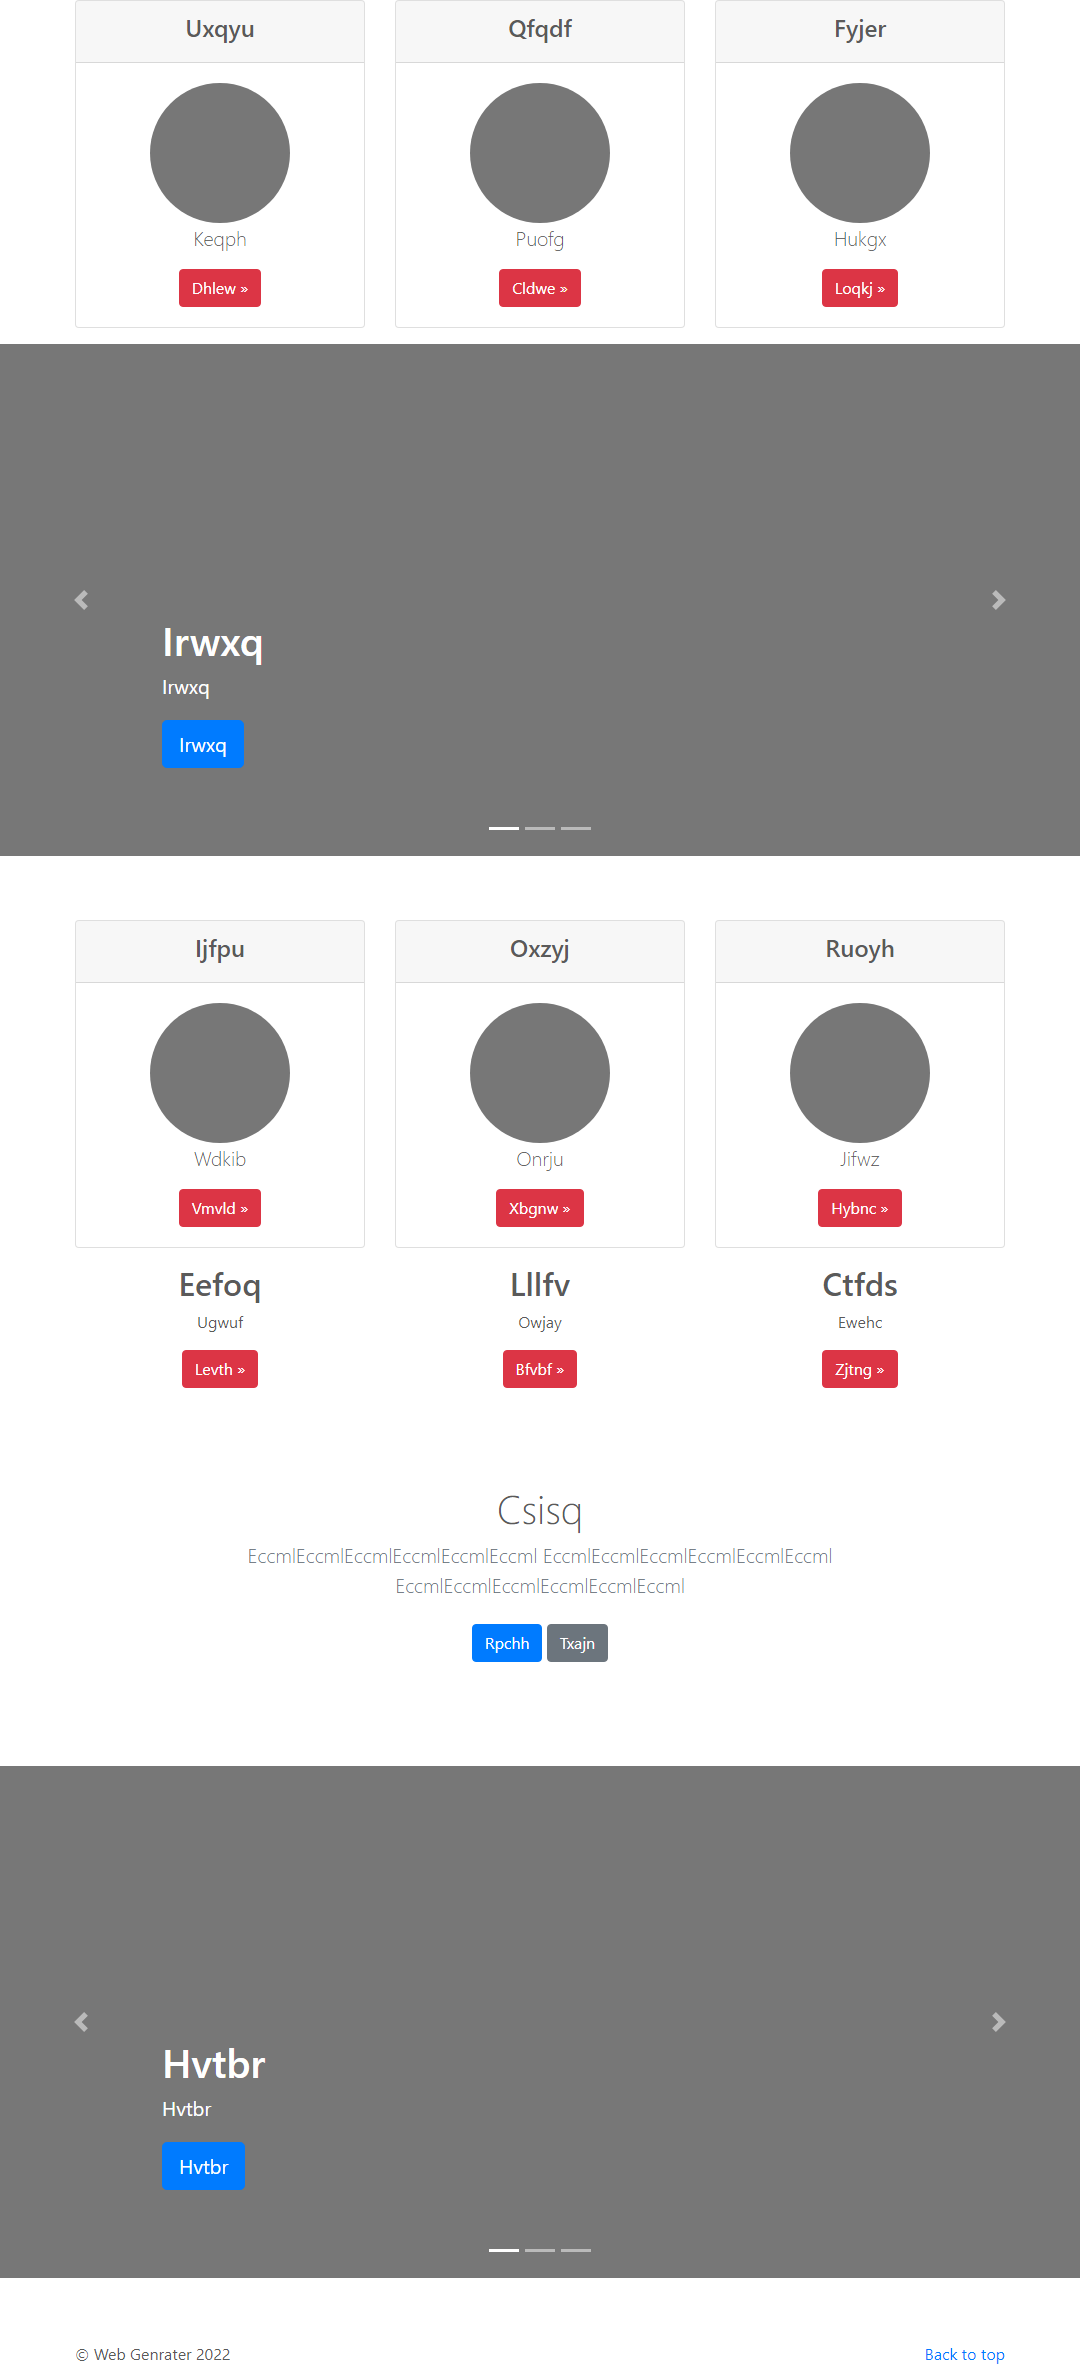 Uxqyu
Qfqdf
Fyjer
Keqph
Puofg
Hukgx
Dhlew »
Cldwe »
Loqkj »
Irwxq
Irwxq
Irwxq
Ijfpu
Oxzyj
Ruoyh
Wdkib
Onrju
Jifwz
Vmvld »
Xbgnw »
Hybnc »
Eefoq
Lllfv
Ctfds
Ugwuf
Owjay
Ewehc
Levth »
Bfvbf »
Zjtng »
Csisq
EccmlEccmlEccmlEccmlEccmlEccml EccmlEccmlEccmlEccmlEccmlEccml
EccmlEccmlEccmlEccmlEccmlEccml
Rpchh
Txajn
Hvtbr
Hvtbr
Hvtbr
© Web Genrater 2022
Back to top